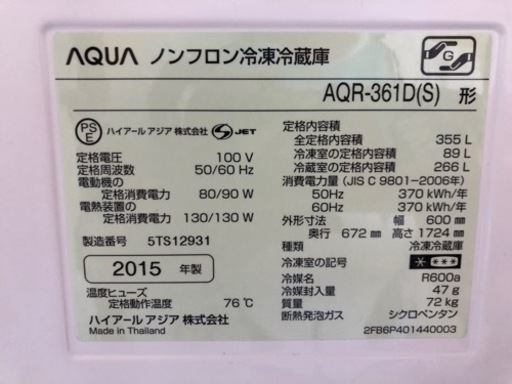 AQUA ノンフロン冷凍冷蔵庫
G
AQR-361D(S) 形
PS
E
ハイアール アジア 株式会社 S JET
定格電圧 100 V
定格周波数 50/60 Hz
電動機の
定格消費電力 80/90 W
電熱装置の
定格消費電力 130/130 W
製造番号 5TS12931
2015 年製
温度ヒューズ
定格動作温度 76℃
ハイアール アジア 株式会社
Made in Thailand
定格内容積
全定格内容積 355 L
冷凍室の定格内容積 89 L
冷蔵室の定格内容積 266 L
消費電力量 (JIS C 9801-2006年)
50Hz 370 kWh/年
60Hz 370 kWh/年
外形寸法 幅 600 mm
奥行 672 mm 高さ 1724 mm
種類 冷凍冷蔵庫
冷凍室の記号 * ***
冷媒名 R600a
冷媒封入量 47 g
質量 72 kg
断熱発泡ガス シクロペンタン
2FB6P401440003